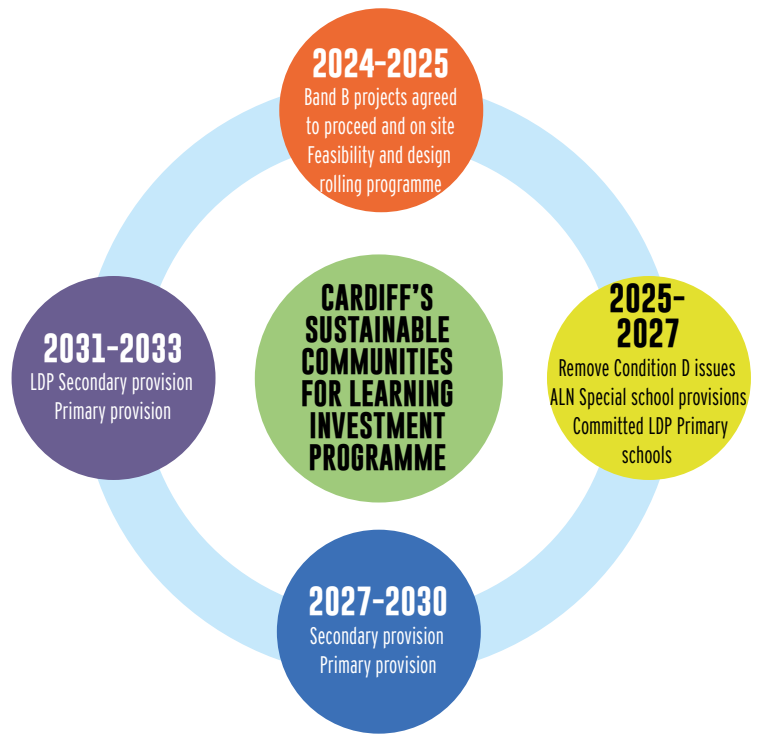 2024-2025
Band B projects agreed
to proceed and on site
Feasibility and design
rolling programme
CARDIFF'S
SUSTAINABLE
COMMUNITIES
FOR LEARNING
INVESTMENT
PROGRAMME
2025-
2027
Remove Condition D issues
ALN Special school provisions
Committed LDP Primary
schools
2027-2030
Secondary provision
Primary provision
2031-2033
LDP Secondary provision
Primary provision